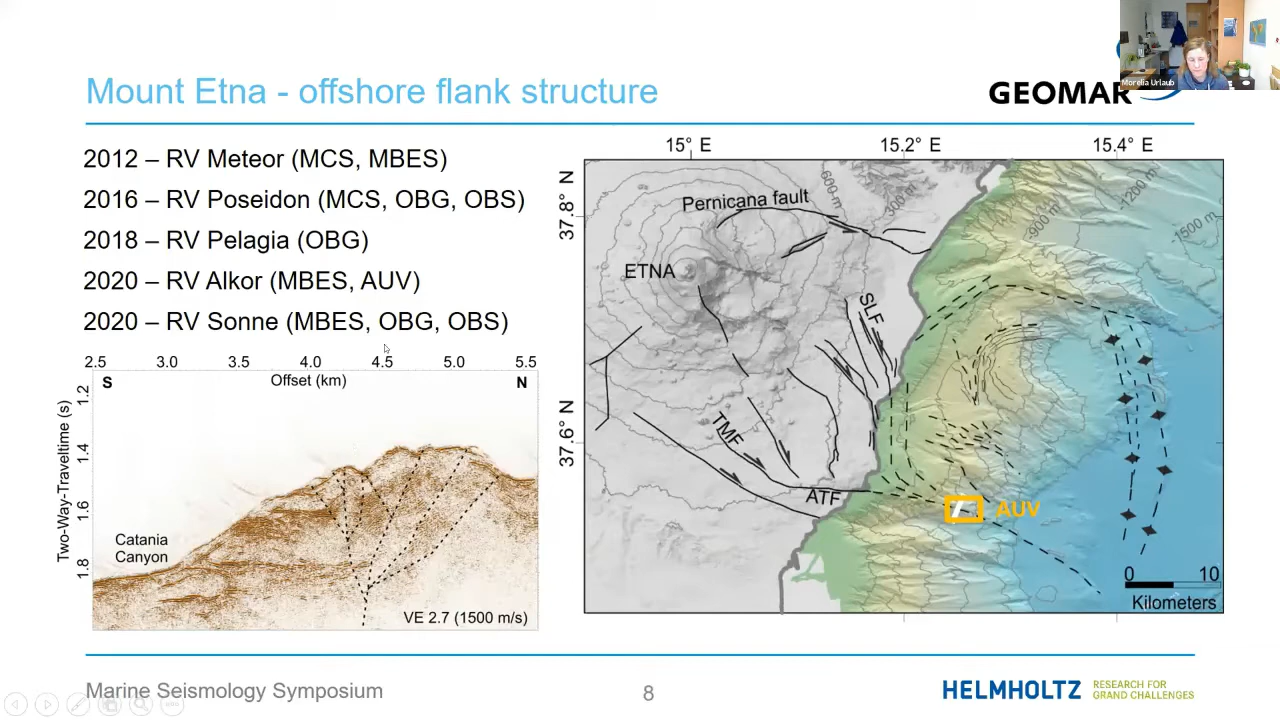 Morelia Urlaub
Mount Etna - offshore flank structure
GEOMAR
2012 – RV Meteor (MCS, MBES)
2016 – RV Poseidon (MCS, OBG, OBS)
2018 – RV Pelagia (OBG)
2020 – RV Alkor (MBES, AUV)
2020 – RV Sonne (MBES, OBG, OBS)
2.5 3.0 3.5 4.0 4.5 5.0 5.5
Offset (km)
S N
Two-Way-Traveltime (s)
1.2
1.4
1.6
1.8
Catania
Canyon
VE 2.7 (1500 m/s)
15° E 15.2° E 15.4° E
37.8° N
37.6° N
Pernicana fault
600 m
300 m
-900 m
-1200 m
-1500 m
ETNA
SLF
TMF
ATF
AUV
0 10
Kilometers
Marine Seismology Symposium
8
HELMHOLTZ
RESEARCH FOR
GRAND CHALLENGES